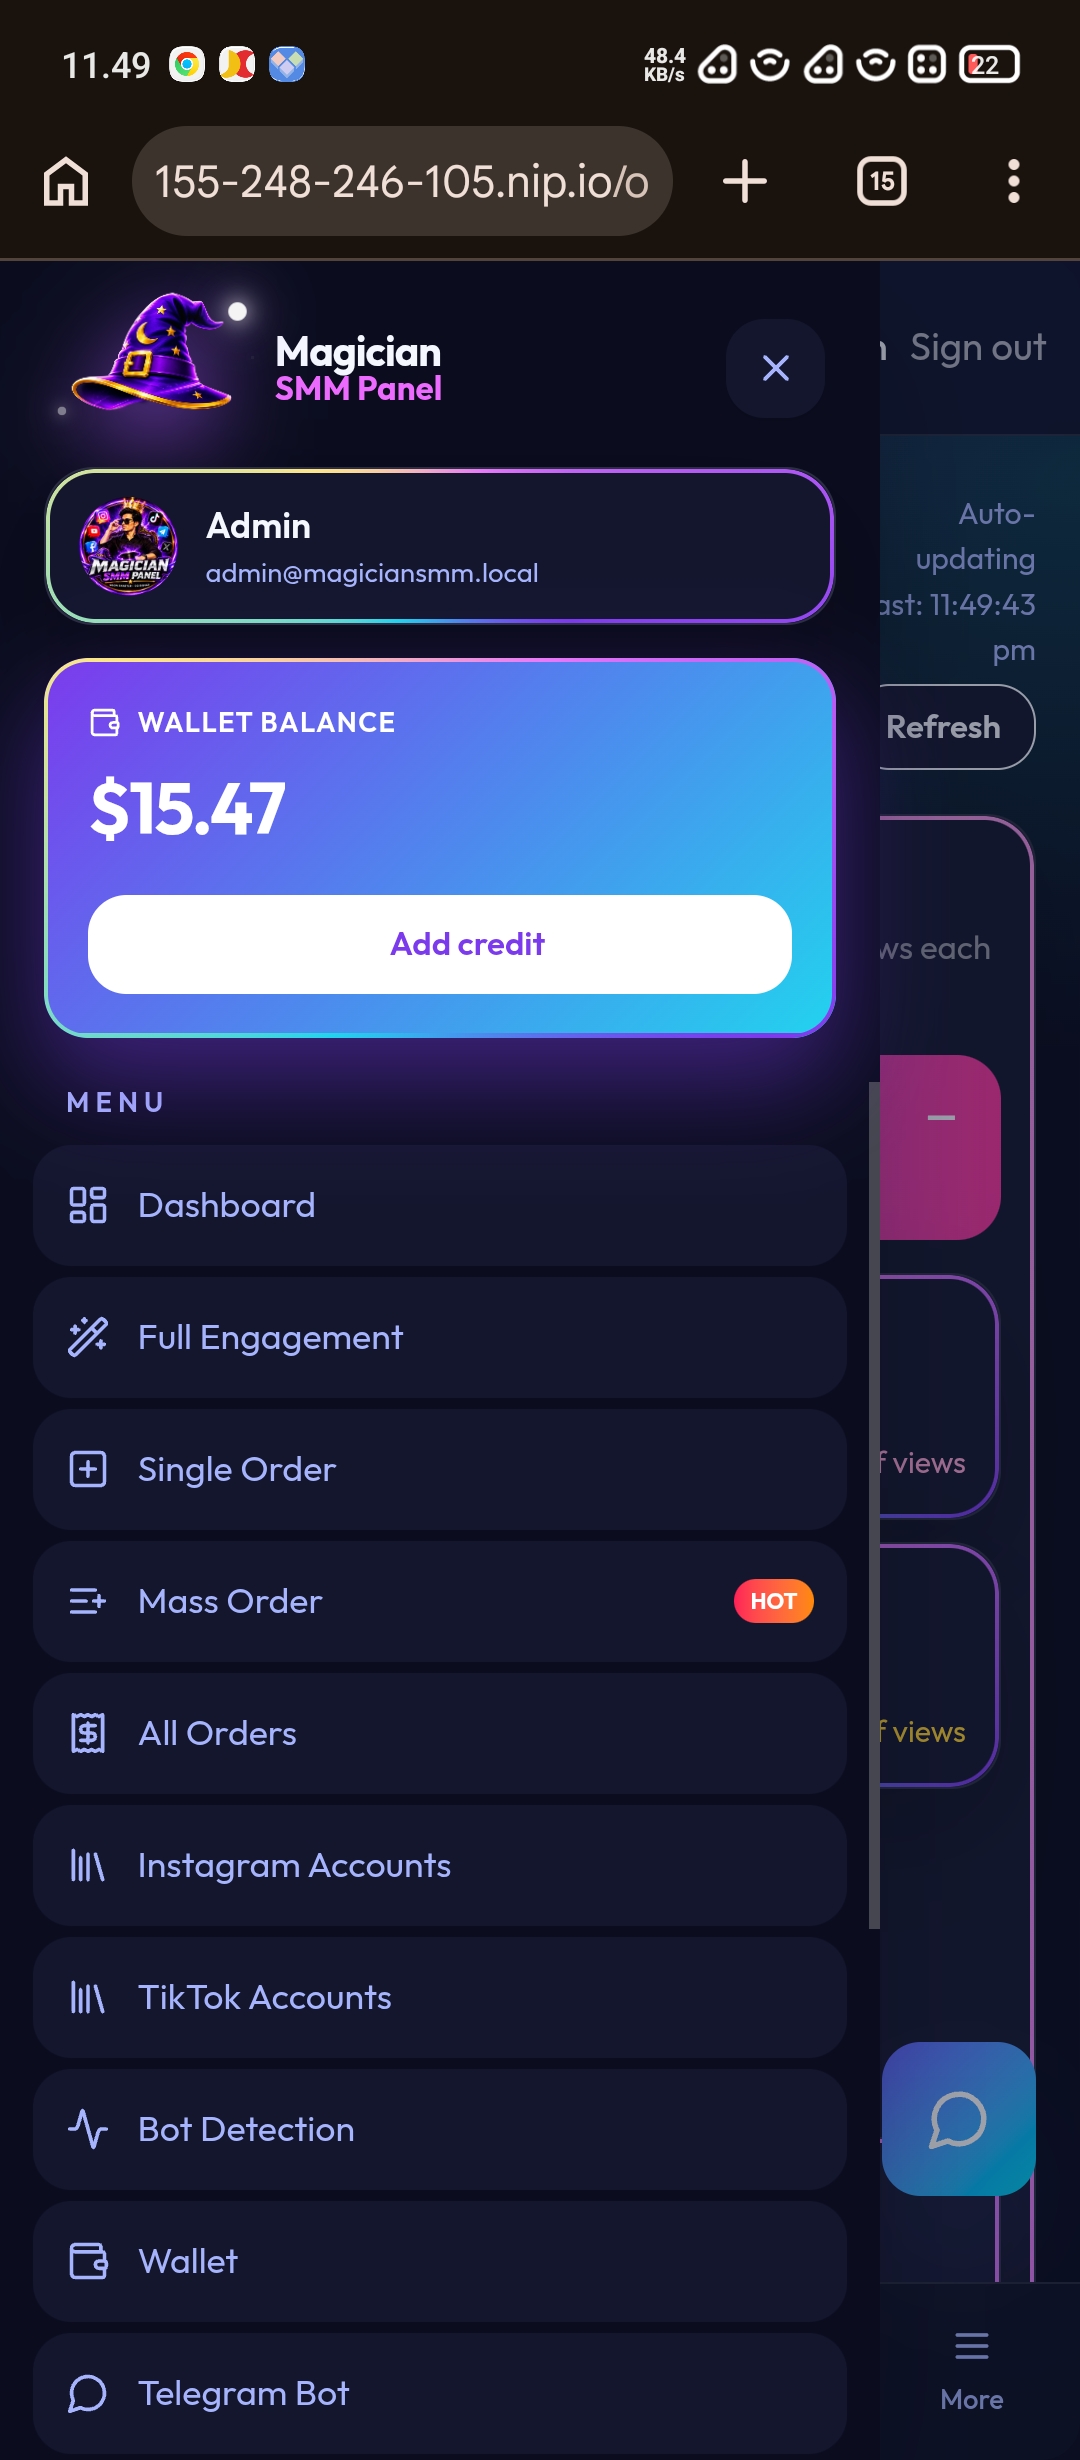 11.49
48.4
KB/s
22
155-248-246-105.nip.io/o
15
Magician
SMM Panel
Sign out
Admin
admin@magiciansmm.local
MAGICIAN
SMM PANEL
Auto-
updating
11:49:43
pm
Refresh
WALLET BALANCE
$15.47
Add credit
each
MENU
Dashboard
Full Engagement
Single Order
views
Mass Order
HOT
All Orders
views
Instagram Accounts
TikTok Accounts
Bot Detection
Wallet
Telegram Bot
More